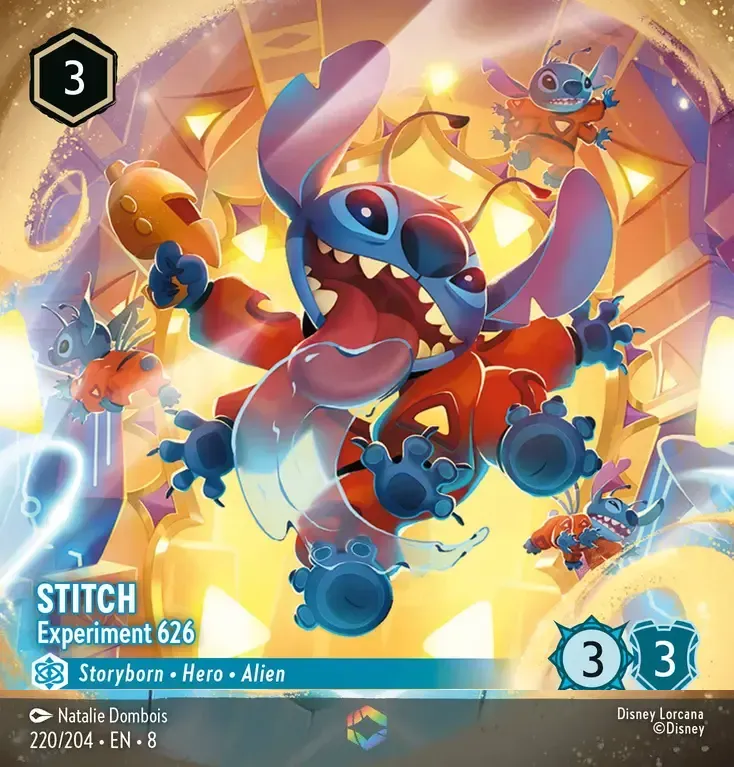 3
STITCH
Experiment 626
Storyborn • Hero • Alien
3 3
Natalie Dombois
Disney Lorcana
220/204 • EN • 8
©Disney